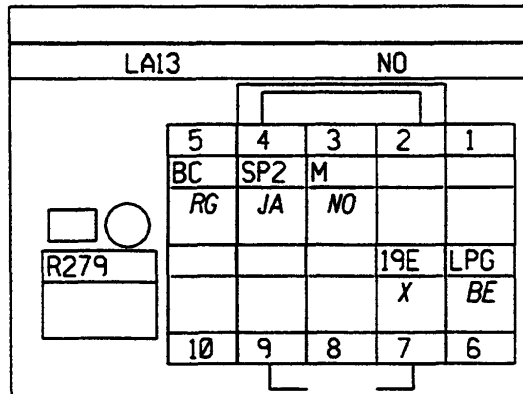 LA13 NO
5 4 3 2 1
BC SP2 M
RG JA NO
R279 19E LPG
X BE
10 9 8 7 6